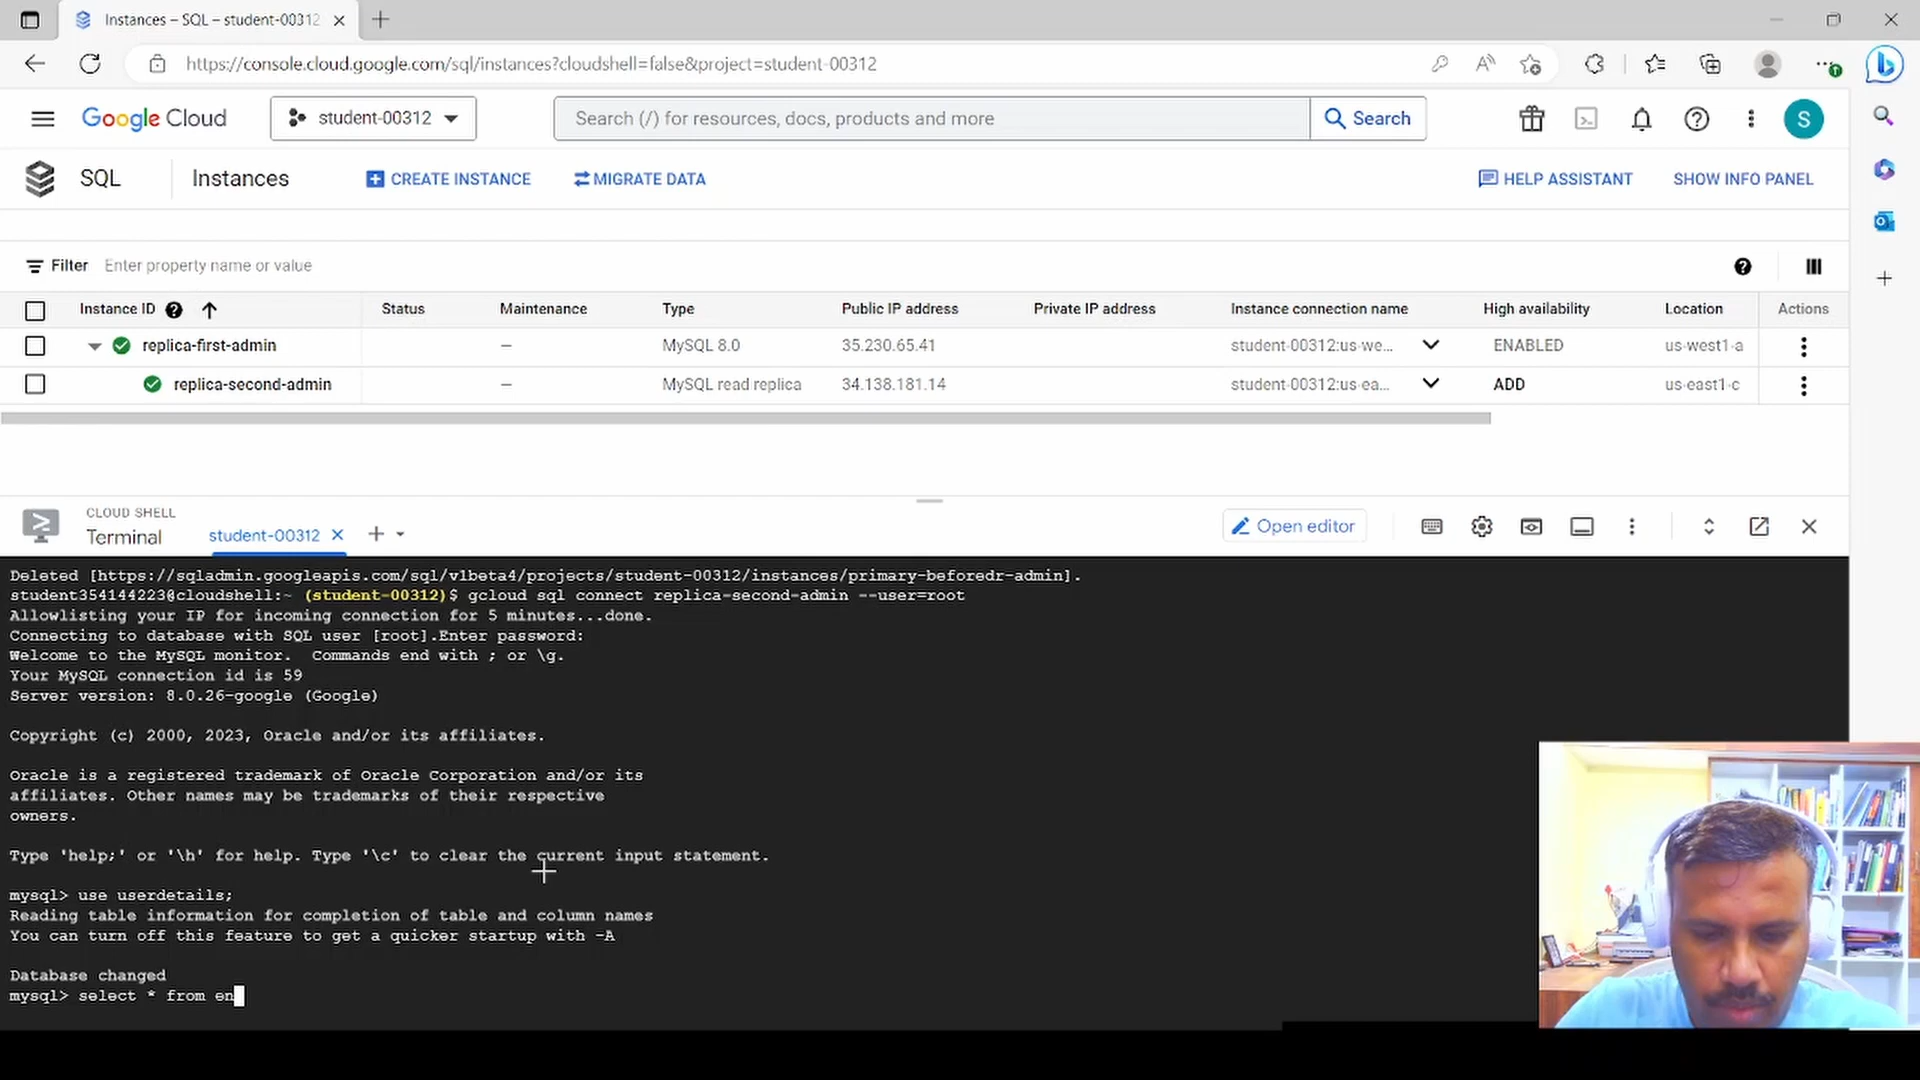 Instances – SQL – student-00312
https://console.cloud.google.com/sql/instances?cloudshell=false&project=student-00312
Google Cloud
student-00312
Search (/) for resources, docs, products and more
Search
S
SQL
Instances
CREATE INSTANCE
MIGRATE DATA
HELP ASSISTANT
SHOW INFO PANEL
Filter Enter property name or value
Instance ID Status Maintenance Type Public IP address Private IP address Instance connection name High availability Location Actions
replica-first-admin — MySQL 8.0 35.230.65.41 student-00312:us-we... ENABLED us-west1-a
replica-second-admin — MySQL read replica 34.138.181.14 student-00312:us-ea... ADD us-east1-c
CLOUD SHELL
Terminal
student-00312
Open editor
Deleted [https://sqladmin.googleapis.com/sql/v1beta4/projects/student-00312/instances/primary-beforedr-admin].
student354144223@cloudshell:~ (student-00312)$ gcloud sql connect replica-second-admin --user=root
Allowlisting your IP for incoming connection for 5 minutes...done.
Connecting to database with SQL user [root].Enter password:
Welcome to the MySQL monitor.  Commands end with ; or \g.
Your MySQL connection id is 59
Server version: 8.0.26-google (Google)
Copyright (c) 2000, 2023, Oracle and/or its affiliates.
Oracle is a registered trademark of Oracle Corporation and/or its
affiliates. Other names may be trademarks of their respective
owners.
Type 'help;' or '\h' for help. Type '\c' to clear the current input statement.
mysql> use userdetails;
Reading table information for completion of table and column names
You can turn off this feature to get a quicker startup with -A
Database changed
mysql> select * from en